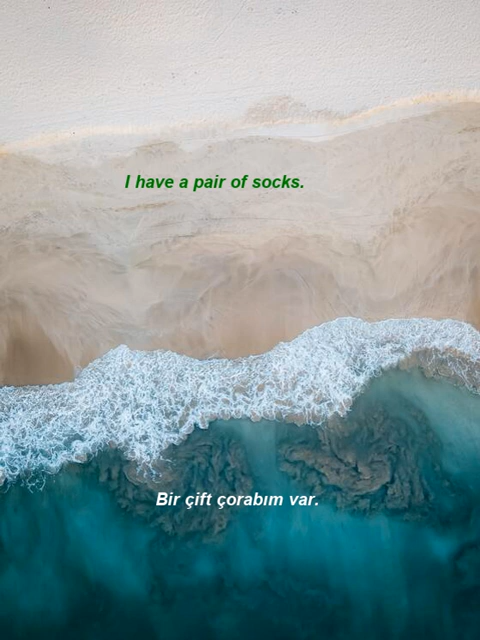 I have a pair of socks.
Bir çift çorabım var.